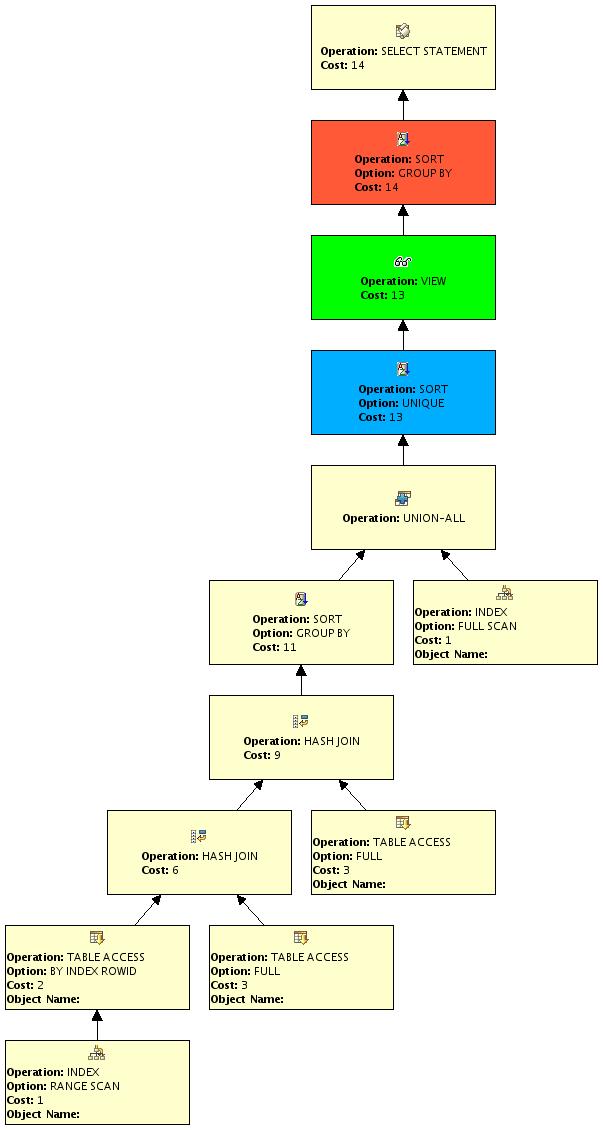 Operation: SELECT STATEMENT
Cost: 14
Operation: SORT
Option: GROUP BY
Cost: 14
Operation: VIEW
Cost: 13
Operation: SORT
Option: UNIQUE
Cost: 13
Operation: UNION-ALL
Operation: SORT
Option: GROUP BY
Cost: 11
Operation: INDEX
Option: FULL SCAN
Cost: 1
Object Name:
Operation: HASH JOIN
Cost: 9
Operation: HASH JOIN
Cost: 6
Operation: TABLE ACCESS
Option: FULL
Cost: 3
Object Name:
Operation: TABLE ACCESS
Option: BY INDEX ROWID
Cost: 2
Object Name:
Operation: TABLE ACCESS
Option: FULL
Cost: 3
Object Name:
Operation: INDEX
Option: RANGE SCAN
Cost: 1
Object Name: